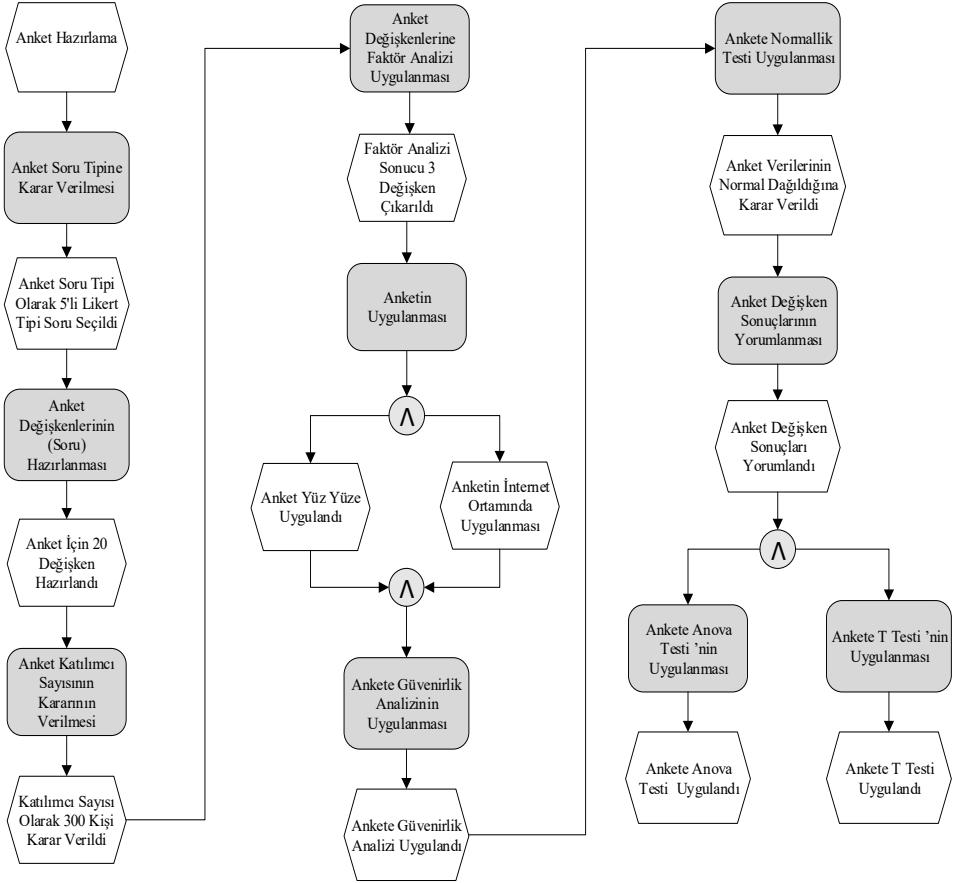 Anket Hazırlama
Anket Soru Tipine
Karar Verilmesi
Anket Soru Tipi
Olarak 5'li Likert
Tipi Soru Seçildi
Anket
Değişkenlerinin
(Soru)
Hazırlanması
Anket İçin 20
Değişken
Hazırlandı
Anket Katılımcı
Sayısının
Kararının
Verilmesi
Katılımcı Sayısı
Olarak 300 Kişi
Karar Verildi
Anket
Değişkenlerine
Faktör Analizi
Uygulanması
Faktör Analizi
Sonucu 3
Değişken
Çıkarıldı
Anketin
Uygulanması
Λ
Anket Yüz Yüze
Uygulandı
Anketin İnternet
Ortamında
Uygulanması
Λ
Ankete Güvenirlik
Analizinin
Uygulanması
Ankete Güvenirlik
Analizi Uygulandı
Ankete Normallik
Testi Uygulanması
Anket Verilerinin
Normal Dağıldığına
Karar Verildi
Anket Değişken
Sonuçlarının
Yorumlanması
Anket Değişken
Sonuçları
Yorumlandı
Λ
Ankete Anova
Testi ’nin
Uygulanması
Ankete T Testi ’nin
Uygulanması
Ankete Anova
Testi Uygulandı
Ankete T Testi
Uygulandı